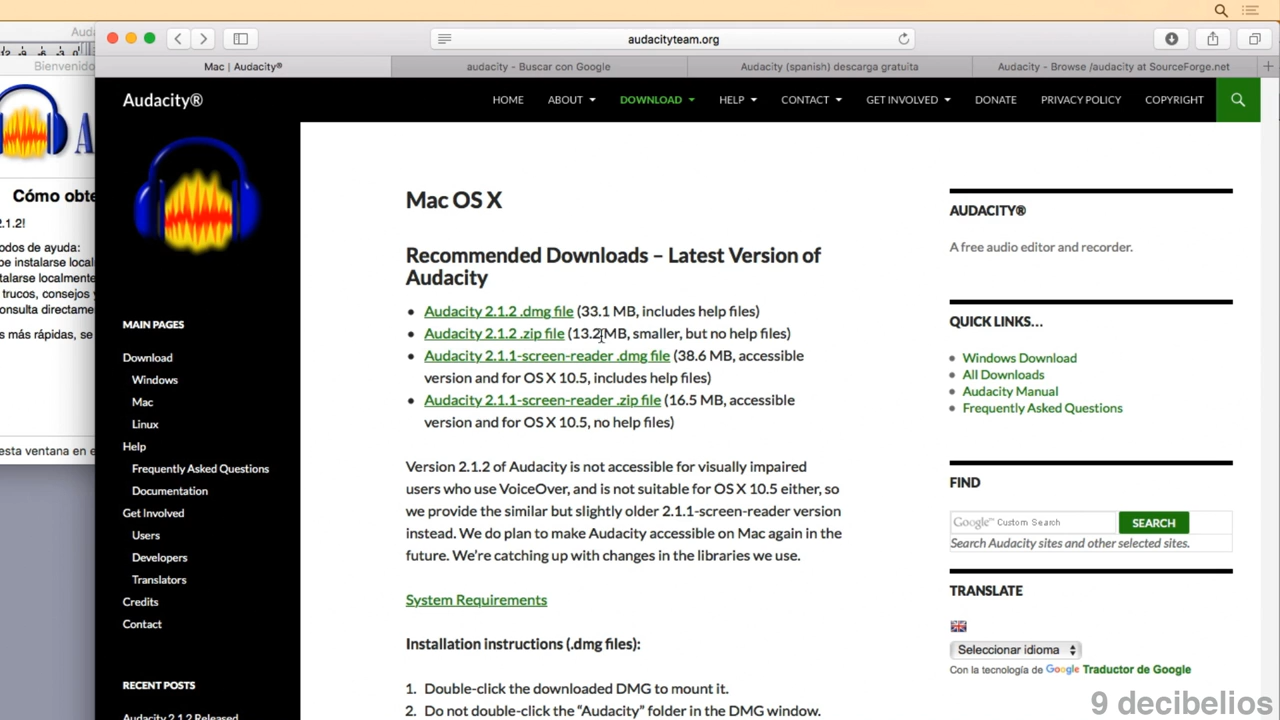 Auda
Bienvenido
A
Cómo obte
2.1.2!
odos de ayuda:
be instalarse local
stalarse localmente
trucos, consejos y
onsulta directamen
s más rápidas, se
esta ventana en e
audacityteam.org
Mac | Audacity®
audacity - Buscar con Google
Audacity (spanish) descarga gratuita
Audacity - Browse /audacity at SourceForge.net
Audacity®
HOME ABOUT DOWNLOAD HELP CONTACT GET INVOLVED DONATE PRIVACY POLICY COPYRIGHT
MAIN PAGES
Download
Windows
Mac
Linux
Help
Frequently Asked Questions
Documentation
Get Involved
Users
Developers
Translators
Credits
Contact
RECENT POSTS
Audacity 2.1.2 Released
Mac OS X
Recommended Downloads – Latest Version of
Audacity
Audacity 2.1.2 .dmg file (33.1 MB, includes help files)
Audacity 2.1.2 .zip file (13.2 MB, smaller, but no help files)
Audacity 2.1.1-screen-reader .dmg file (38.6 MB, accessible
version and for OS X 10.5, includes help files)
Audacity 2.1.1-screen-reader .zip file (16.5 MB, accessible
version and for OS X 10.5, no help files)
Version 2.1.2 of Audacity is not accessible for visually impaired
users who use VoiceOver, and is not suitable for OS X 10.5 either, so
we provide the similar but slightly older 2.1.1-screen-reader version
instead. We do plan to make Audacity accessible on Mac again in the
future. We're catching up with changes in the libraries we use.
System Requirements
Installation instructions (.dmg files):
1. Double-click the downloaded DMG to mount it.
2. Do not double-click the “Audacity” folder in the DMG window.
AUDACITY®
A free audio editor and recorder.
QUICK LINKS…
Windows Download
All Downloads
Audacity Manual
Frequently Asked Questions
FIND
Google™ Custom Search SEARCH
Search Audacity sites and other selected sites.
TRANSLATE
Seleccionar idioma
Con la tecnología de Google Traductor de Google
9 decibelios